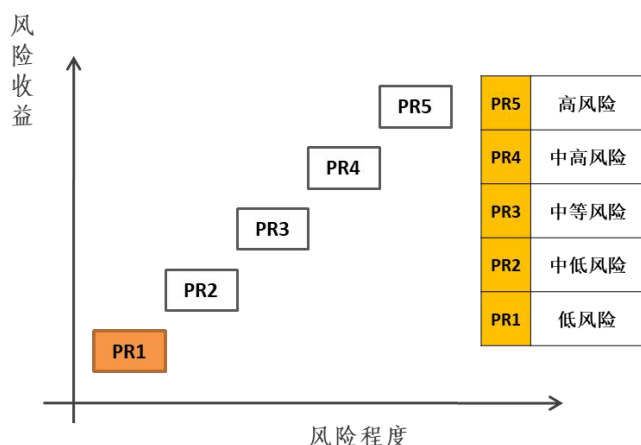 风险收益
PR5
PR4
PR3
PR2
PR1
风险程度
PR5 高风险
PR4 中高风险
PR3 中等风险
PR2 中低风险
PR1 低风险